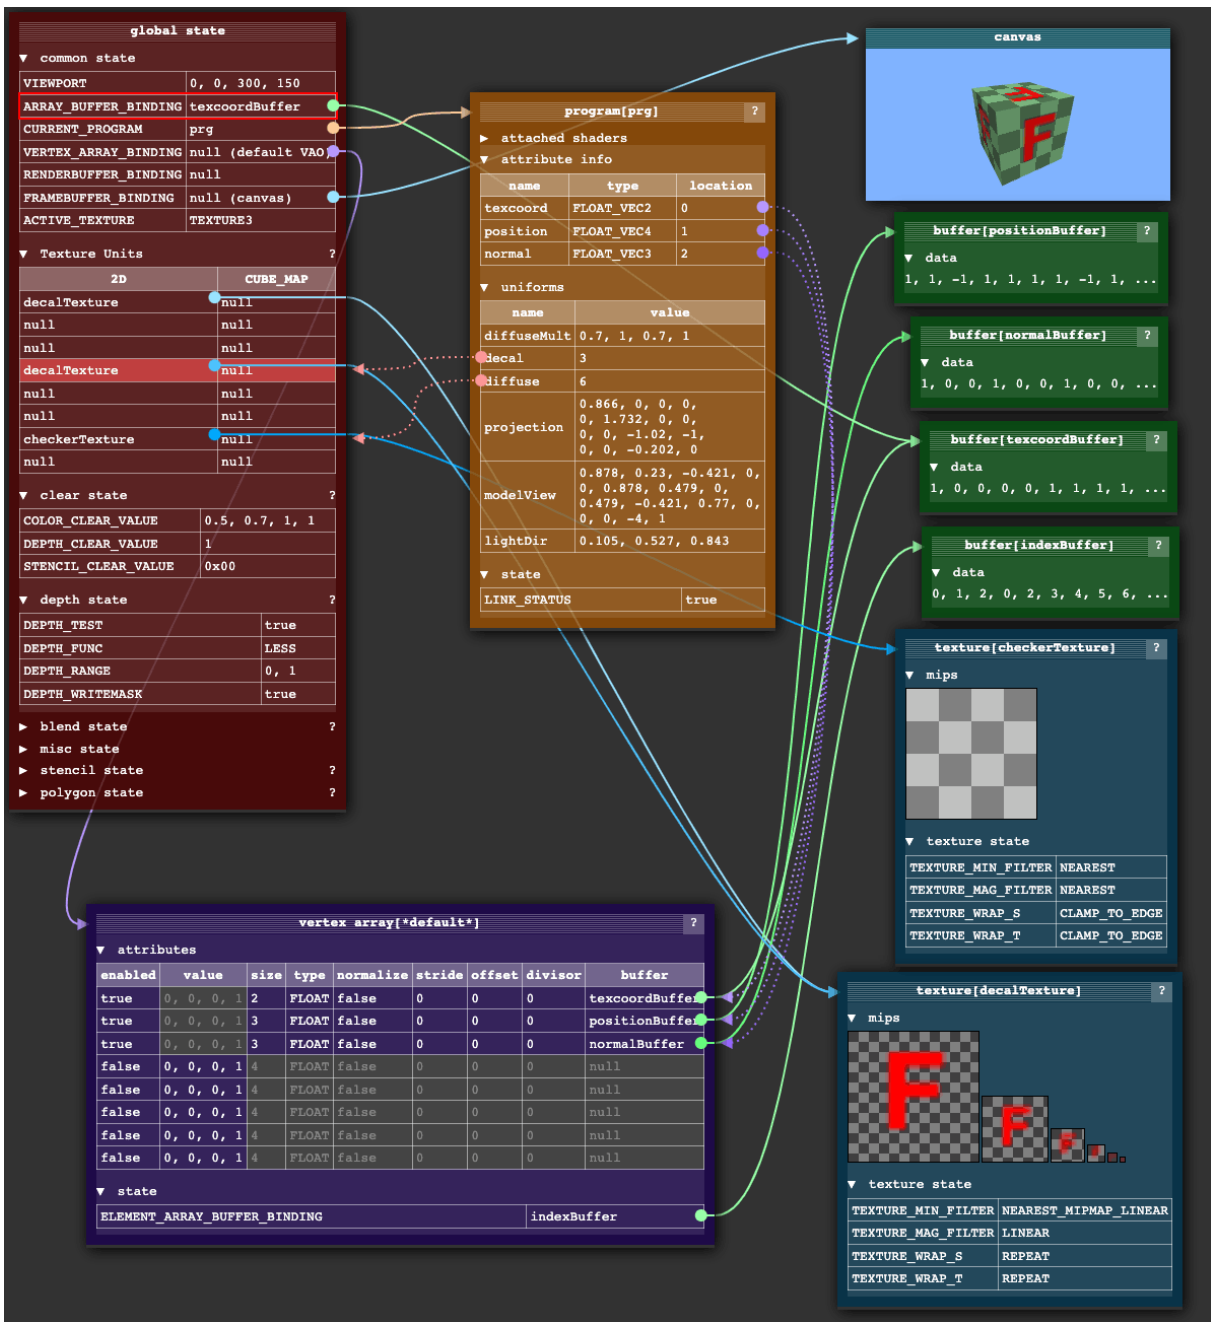 global state
▼ common state
VIEWPORT 0, 0, 300, 150
ARRAY_BUFFER_BINDING texcoordBuffer
CURRENT_PROGRAM prg
VERTEX_ARRAY_BINDING null (default VAO)
RENDERBUFFER_BINDING null
FRAMEBUFFER_BINDING null (canvas)
ACTIVE_TEXTURE TEXTURE3
▼ Texture Units ?
2D CUBE_MAP
decalTexture null
null null
null null
decalTexture null
null null
null null
checkerTexture null
null null
▼ clear state ?
COLOR_CLEAR_VALUE 0.5, 0.7, 1, 1
DEPTH_CLEAR_VALUE 1
STENCIL_CLEAR_VALUE 0x00
▼ depth state ?
DEPTH_TEST true
DEPTH_FUNC LESS
DEPTH_RANGE 0, 1
DEPTH_WRITEMASK true
▶ blend state ?
▶ misc state
▶ stencil state ?
▶ polygon state ?
program[prg] ?
▶ attached shaders
▼ attribute info
name type location
texcoord FLOAT_VEC2 0
position FLOAT_VEC4 1
normal FLOAT_VEC3 2
▼ uniforms
name value
diffuseMult 0.7, 1, 0.7, 1
decal 3
diffuse 6
projection 0.866, 0, 0, 0,
0, 1.732, 0, 0,
0, 0, -1.02, -1,
0, 0, -0.202, 0
modelView 0.878, 0.23, -0.421, 0,
0, 0.878, 0.479, 0,
0.479, -0.421, 0.77, 0,
0, 0, -4, 1
lightDir 0.105, 0.527, 0.843
▼ state
LINK_STATUS true
canvas
F
F
buffer[positionBuffer] ?
▼ data
1, 1, -1, 1, 1, 1, 1, -1, 1, ...
buffer[normalBuffer] ?
▼ data
1, 0, 0, 1, 0, 0, 1, 0, 0, ...
buffer[texcoordBuffer] ?
▼ data
1, 0, 0, 0, 0, 1, 1, 1, 1, ...
buffer[indexBuffer] ?
▼ data
0, 1, 2, 0, 2, 3, 4, 5, 6, ...
texture[checkerTexture] ?
▼ mips
▼ texture state
TEXTURE_MIN_FILTER NEAREST
TEXTURE_MAG_FILTER NEAREST
TEXTURE_WRAP_S CLAMP_TO_EDGE
TEXTURE_WRAP_T CLAMP_TO_EDGE
vertex array[*default*] ?
▼ attributes
enabled value size type normalize stride offset divisor buffer
true 0, 0, 0, 1 2 FLOAT false 0 0 0 texcoordBuffer
true 0, 0, 0, 1 3 FLOAT false 0 0 0 positionBuffer
true 0, 0, 0, 1 3 FLOAT false 0 0 0 normalBuffer
false 0, 0, 0, 1 4 FLOAT false 0 0 0 null
false 0, 0, 0, 1 4 FLOAT false 0 0 0 null
false 0, 0, 0, 1 4 FLOAT false 0 0 0 null
false 0, 0, 0, 1 4 FLOAT false 0 0 0 null
false 0, 0, 0, 1 4 FLOAT false 0 0 0 null
▼ state
ELEMENT_ARRAY_BUFFER_BINDING indexBuffer
texture[decalTexture] ?
▼ mips
F F F
▼ texture state
TEXTURE_MIN_FILTER NEAREST_MIPMAP_LINEAR
TEXTURE_MAG_FILTER LINEAR
TEXTURE_WRAP_S REPEAT
TEXTURE_WRAP_T REPEAT